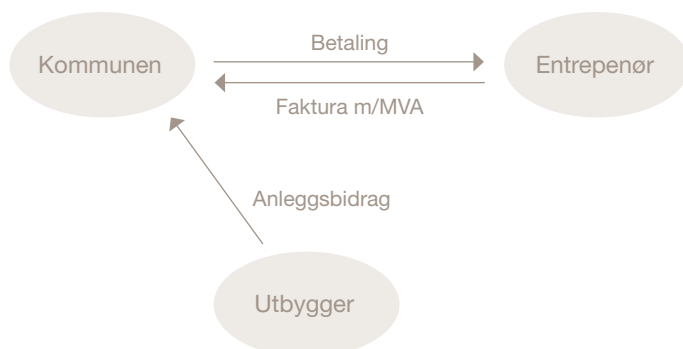 Betaling
Kommunen
Entrepenør
Faktura m/MVA
Anleggsbidrag
Utbygger